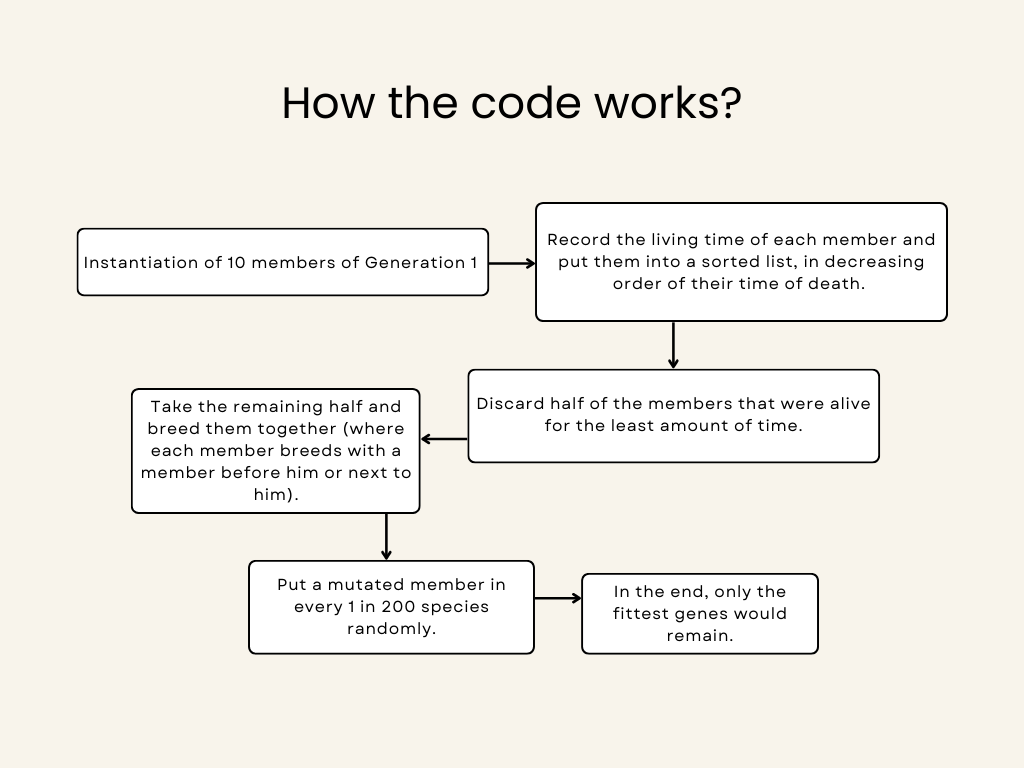 How the code works?
Instantiation of 10 members of Generation 1
Record the living time of each member and
put them into a sorted list, in decreasing
order of their time of death.
Discard half of the members that were alive
for the least amount of time.
Take the remaining half and
breed them together (where
each member breeds with a
member before him or next to
him).
Put a mutated member in
every 1 in 200 species
randomly.
In the end, only the
fittest genes would
remain.